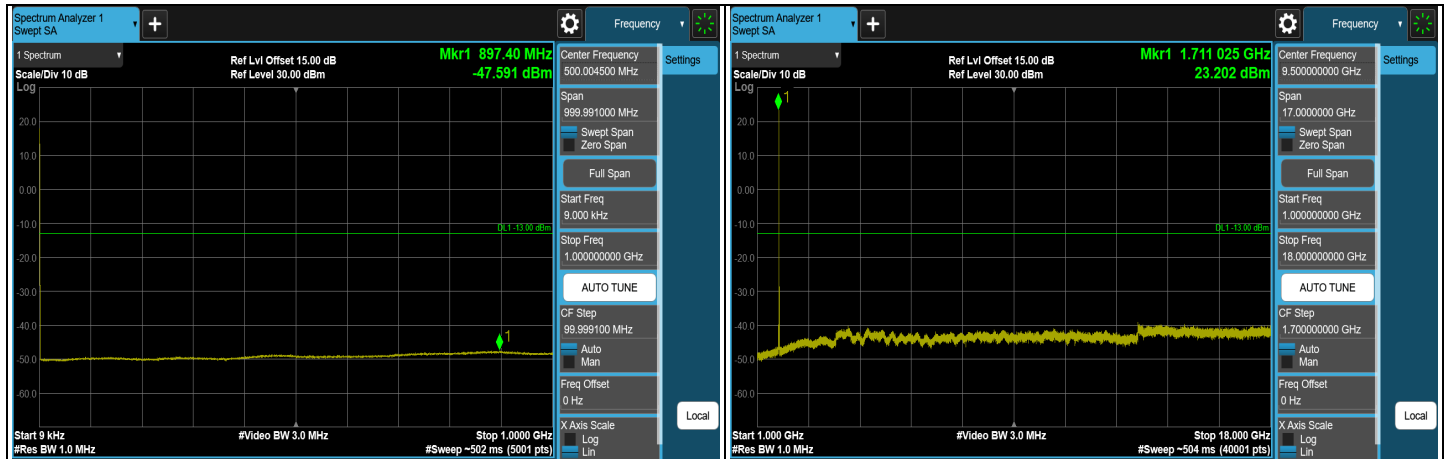 Spectrum Analyzer 1
Swept SA
+
Frequency
1 Spectrum
Scale/Div 10 dB
Log
Ref Lvl Offset 15.00 dB
Ref Level 30.00 dBm
Mkr1 897.40 MHz
-47.591 dBm
20.0
10.0
0.00
-10.0
-20.0
-30.0
-40.0
-50.0
-60.0
DL1 -13.00 dBm
1
Start 9 kHz
#Res BW 1.0 MHz
#Video BW 3.0 MHz
Stop 1.0000 GHz
#Sweep ~502 ms (5001 pts)
Center Frequency
500.004500 MHz
Span
999.991000 MHz
Swept Span
Zero Span
Full Span
Start Freq
9.000 kHz
Stop Freq
1.000000000 GHz
AUTO TUNE
CF Step
99.999100 MHz
Auto
Man
Freq Offset
0 Hz
X Axis Scale
Log
Lin
Settings
Local
Spectrum Analyzer 1
Swept SA
+
Frequency
1 Spectrum
Scale/Div 10 dB
Log
Ref Lvl Offset 15.00 dB
Ref Level 30.00 dBm
Mkr1 1.711 025 GHz
23.202 dBm
1
20.0
10.0
0.00
-10.0
-20.0
-30.0
-40.0
-50.0
-60.0
DL1 -13.00 dBm
Start 1.000 GHz
#Res BW 1.0 MHz
#Video BW 3.0 MHz
Stop 18.000 GHz
#Sweep ~504 ms (40001 pts)
Center Frequency
9.500000000 GHz
Span
17.0000000 GHz
Swept Span
Zero Span
Full Span
Start Freq
1.000000000 GHz
Stop Freq
18.000000000 GHz
AUTO TUNE
CF Step
1.700000000 GHz
Auto
Man
Freq Offset
0 Hz
X Axis Scale
Log
Lin
Settings
Local